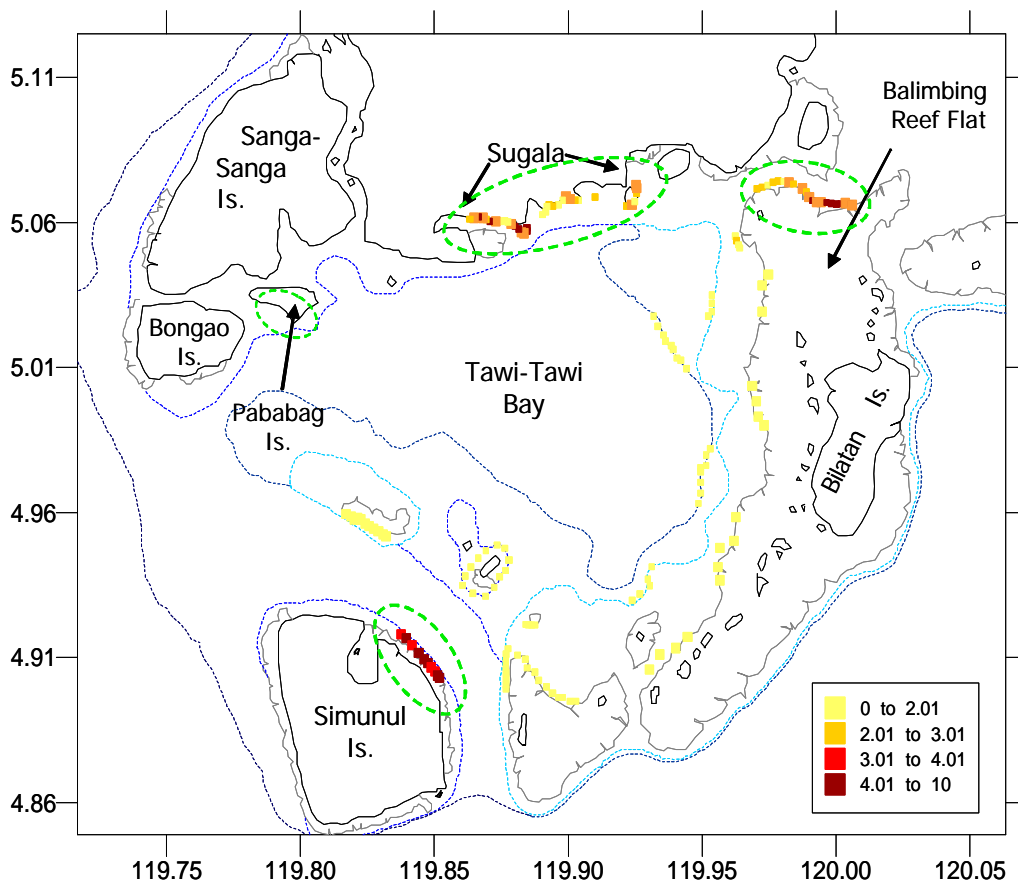 5.11
5.06
5.01
4.96
4.91
4.86
Balimbing
Reef Flat
Sanga-
Sanga
Is.
Sugala
Bongao
Is.
Tawi-Tawi
Bay
Pababag
Is.
Bilatan Is.
Simunul
Is.
0 to 2.01
2.01 to 3.01
3.01 to 4.01
4.01 to 10
119.75 119.80 119.85 119.90 119.95 120.00 120.05